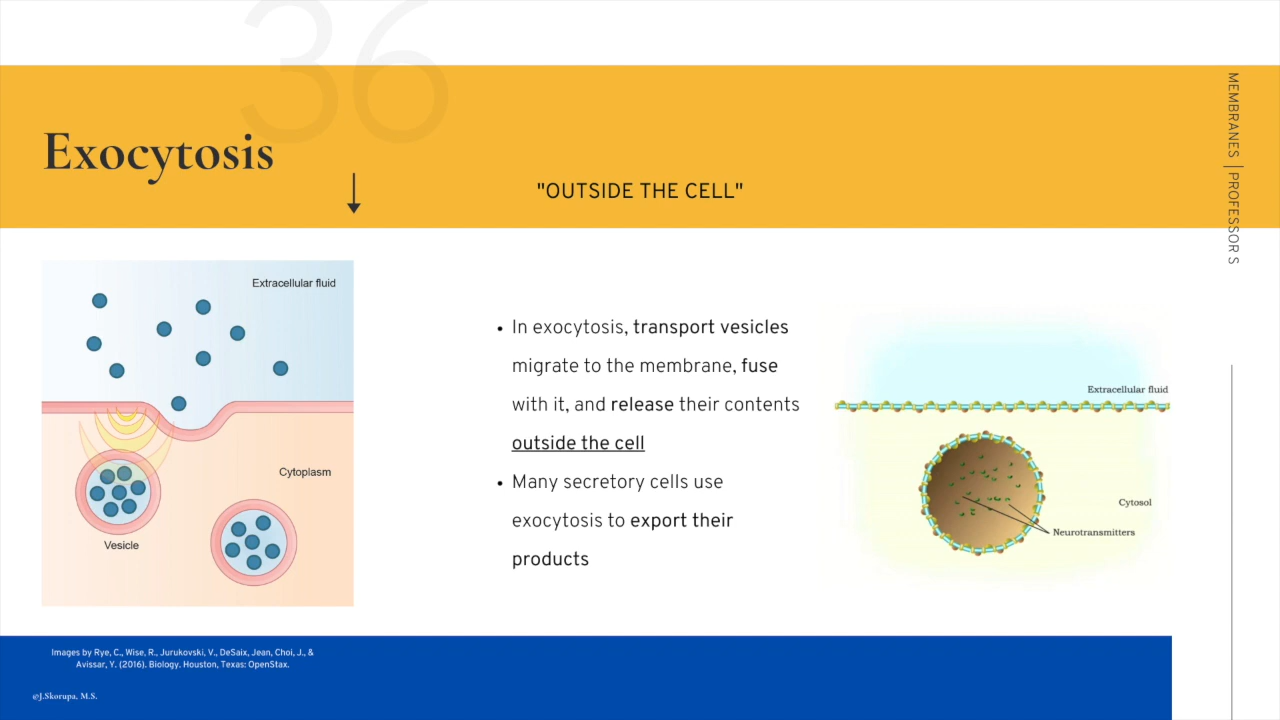 36
Exocytosis
"OUTSIDE THE CELL"
MEMBRANES | PROFESSORS
Extracellular fluid
Cytoplasm
Vesicle
• In exocytosis, transport vesicles
migrate to the membrane, fuse
with it, and release their contents
outside the cell
• Many secretory cells use
exocytosis to export their
products
Extracellular fluid
Cytosol
Neurotransmitters
Images by Rye, C., Wise, R., Jurukovski, V., DeSaix, Jean, Choi, J., &
Avissar, Y. (2016). Biology. Houston, Texas: OpenStax.
@J.Skorupa, M.S.